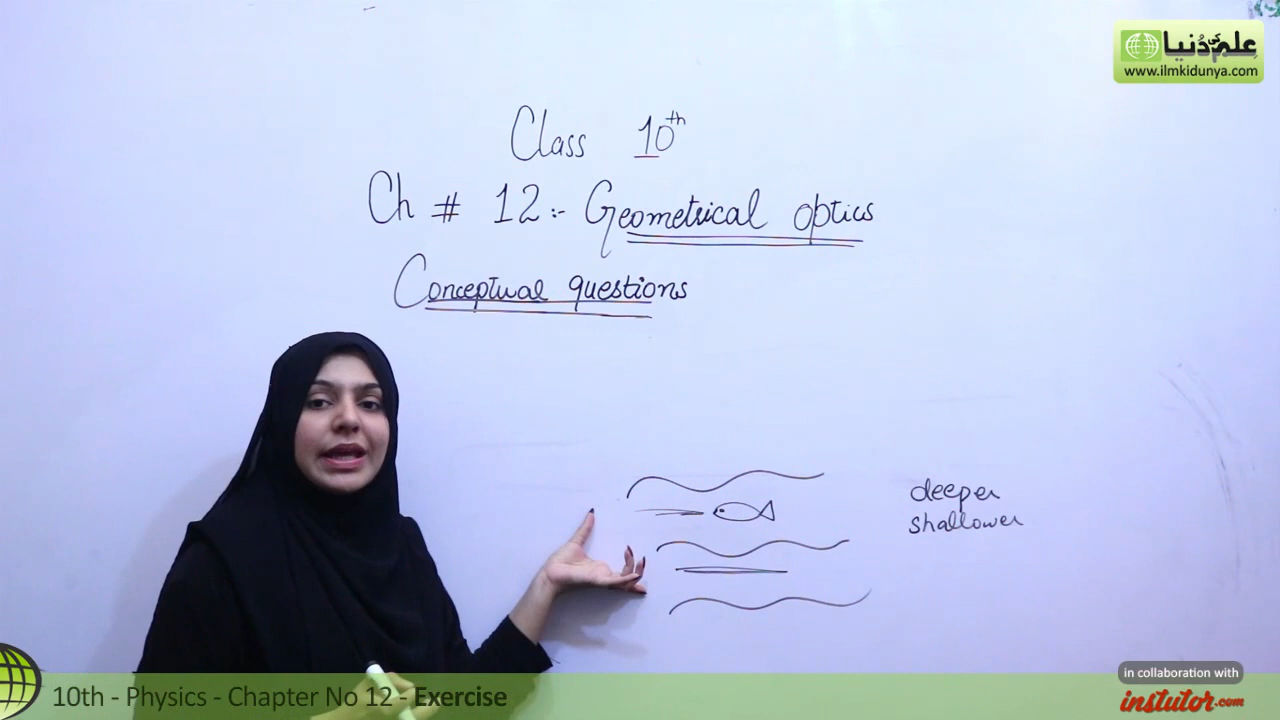 علم کی دُنیا
www.ilmkidunya.com
Class 10th
Ch # 12:- Geometrical optics
Conceptual questions
deeper
shallower
10th - Physics - Chapter No 12 - Exercise
in collaboration with
instutor.com